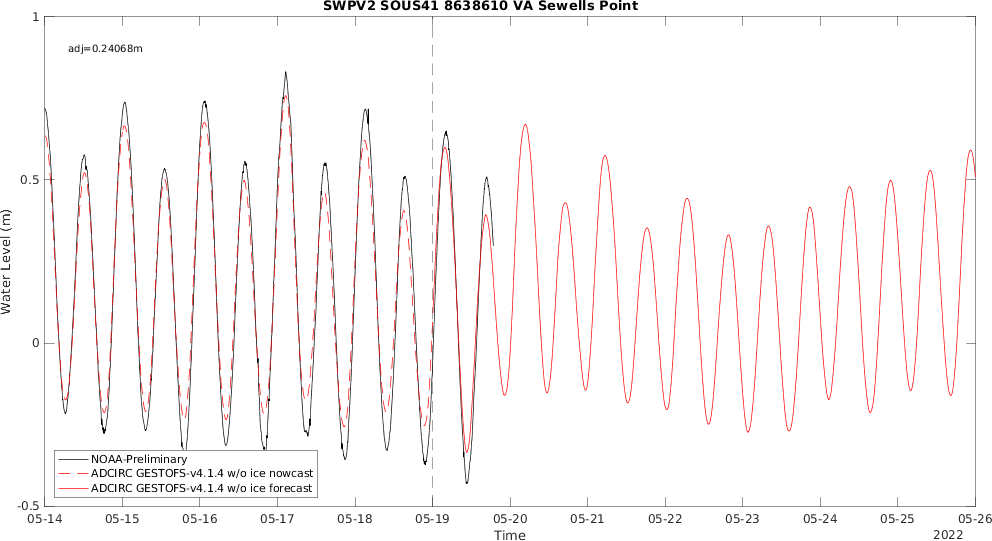 SWPV2 SOUS41 8638610 VA Sewells Point
adj=0.24068m
Water Level (m)
1
0.5
0
-0.5
NOAA-Preliminary
ADCIRC GESTOFS-v4.1.4 w/o ice nowcast
ADCIRC GESTOFS-v4.1.4 w/o ice forecast
05-14 05-15 05-16 05-17 05-18 05-19 05-20 05-21 05-22 05-23 05-24 05-25 05-26
Time
2022